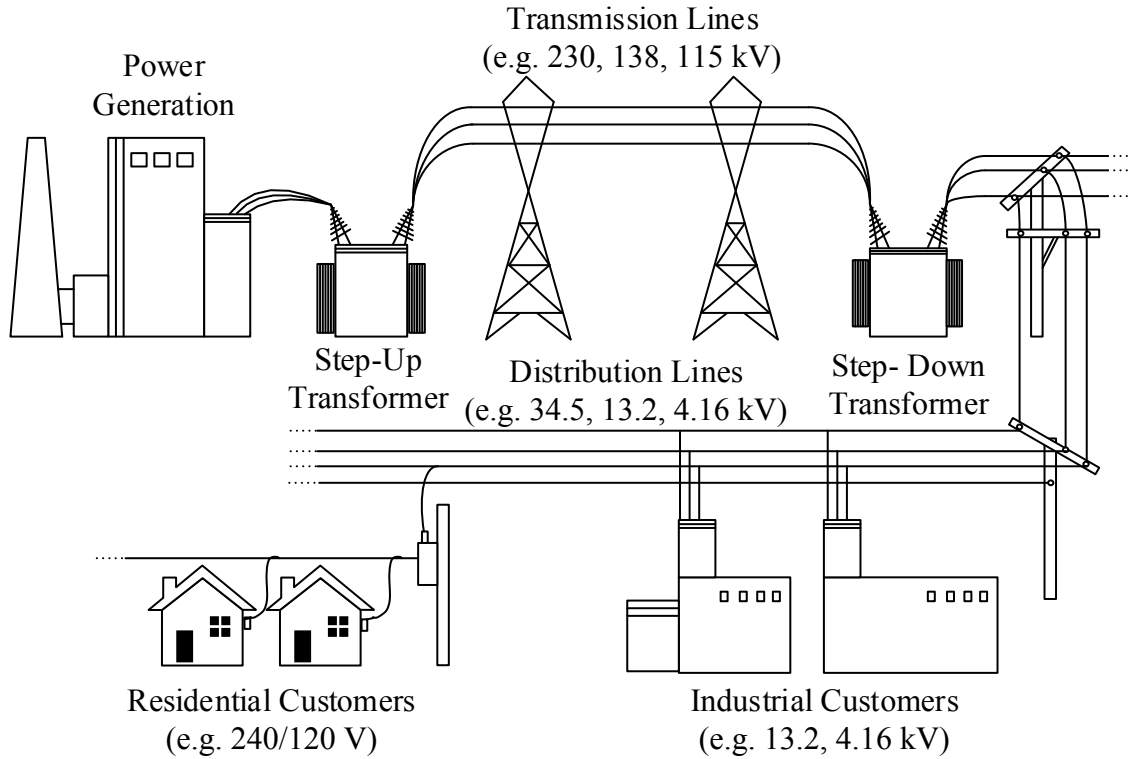 Transmission Lines
(e.g. 230, 138, 115 kV)
Power
Generation
Step-Up
Transformer
Distribution Lines
(e.g. 34.5, 13.2, 4.16 kV)
Step- Down
Transformer
Residential Customers
(e.g. 240/120 V)
Industrial Customers
(e.g. 13.2, 4.16 kV)